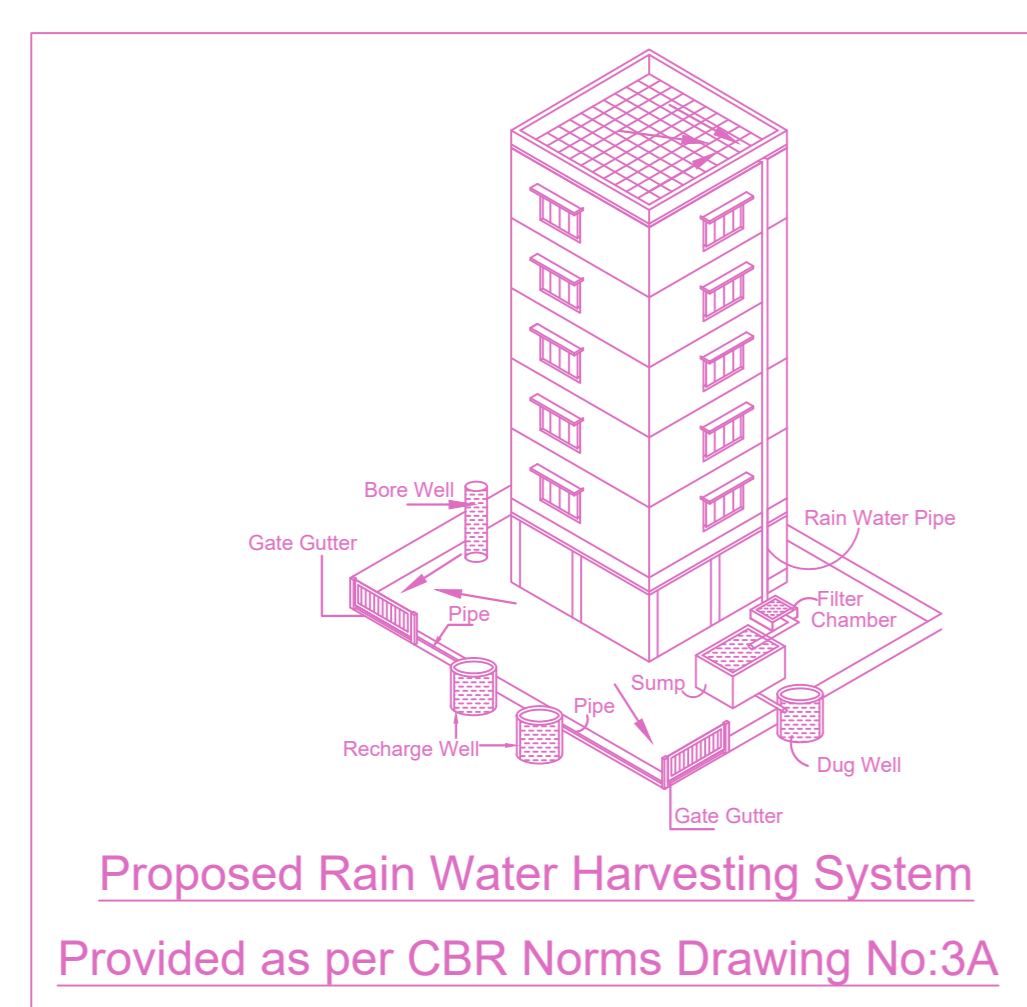 Bore Well
Gate Gutter
Rain Water Pipe
Filter
Chamber
Pipe
Sump
Pipe
Recharge Well
Dug Well
Gate Gutter
Proposed Rain Water Harvesting System
Provided as per CBR Norms Drawing No:3A